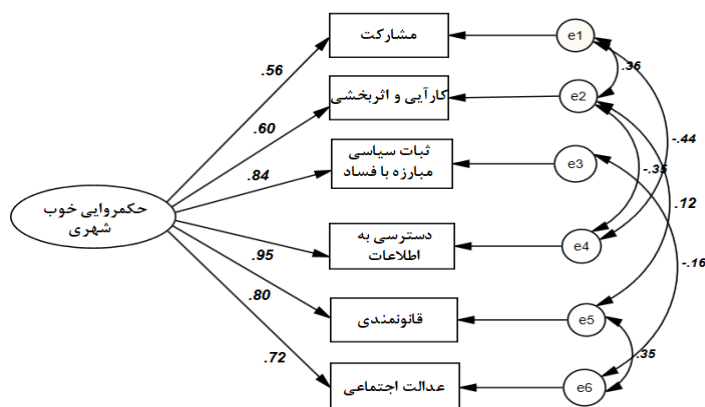 مشارکت
e1
.36
.56
کارآیی و اثربخشی
e2
.60
-.44
ثبات سیاسی
مبارزه با فساد
e3
-.35
.84
.12
حکمروایی خوب
شهری
دسترسی به
اطلاعات
e4
-.16
.95
.80
قانونمندی
e5
.72
.35
عدالت اجتماعی
e6